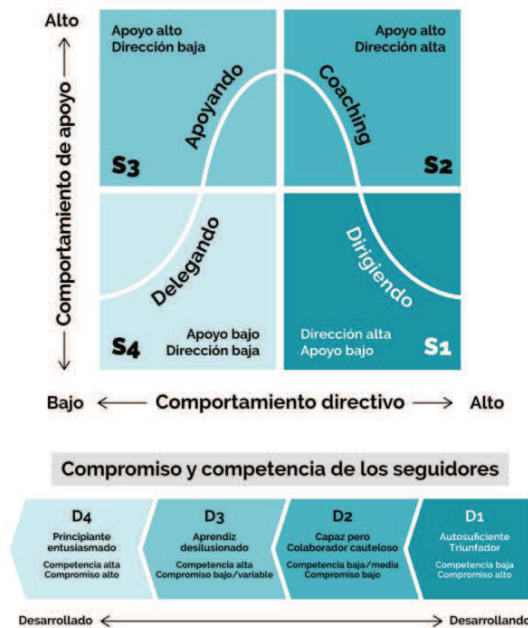 Alto
Comportamiento de apoyo
Apoyo alto
Dirección baja
Apoyando
S3
Apoyo alto
Dirección alta
Coaching
S2
Delegando
S4
Apoyo bajo
Dirección baja
Dirigiendo
Dirección alta
Apoyo bajo
S1
Bajo
Comportamiento directivo
Alto
Compromiso y competencia de los seguidores
D4
Principiante
entusiasmado
Competencia alta
Compromiso alto
D3
Aprendiz
desilusionado
Competencia alta
Compromiso bajo/variable
D2
Capaz pero
Colaborador cauteloso
Competencia baja/media
Compromiso bajo
D1
Autosuficiente
Triunfador
Competencia baja
Compromiso alto
Desarrollado
Desarrollando